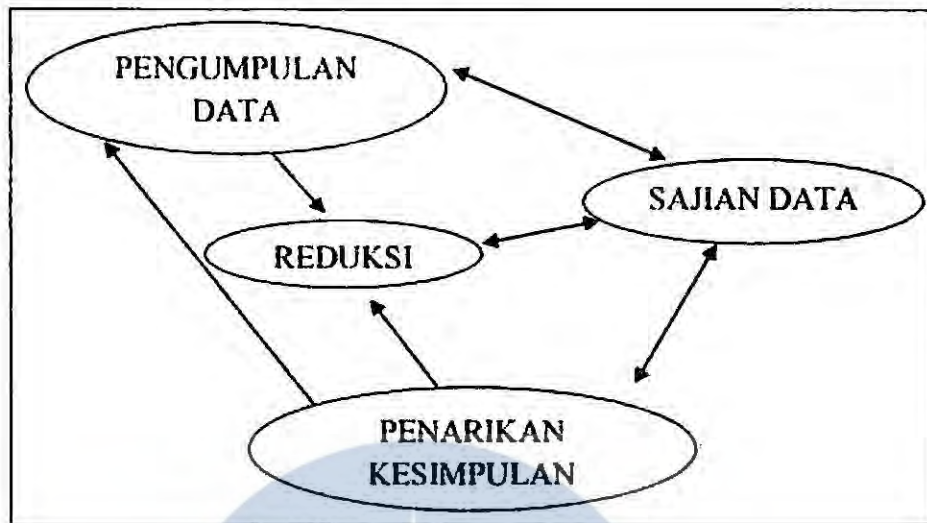 PENGUMPULAN
DATA
SAJIAN DATA
REDUKSI
PENARIKAN
KESIMPULAN